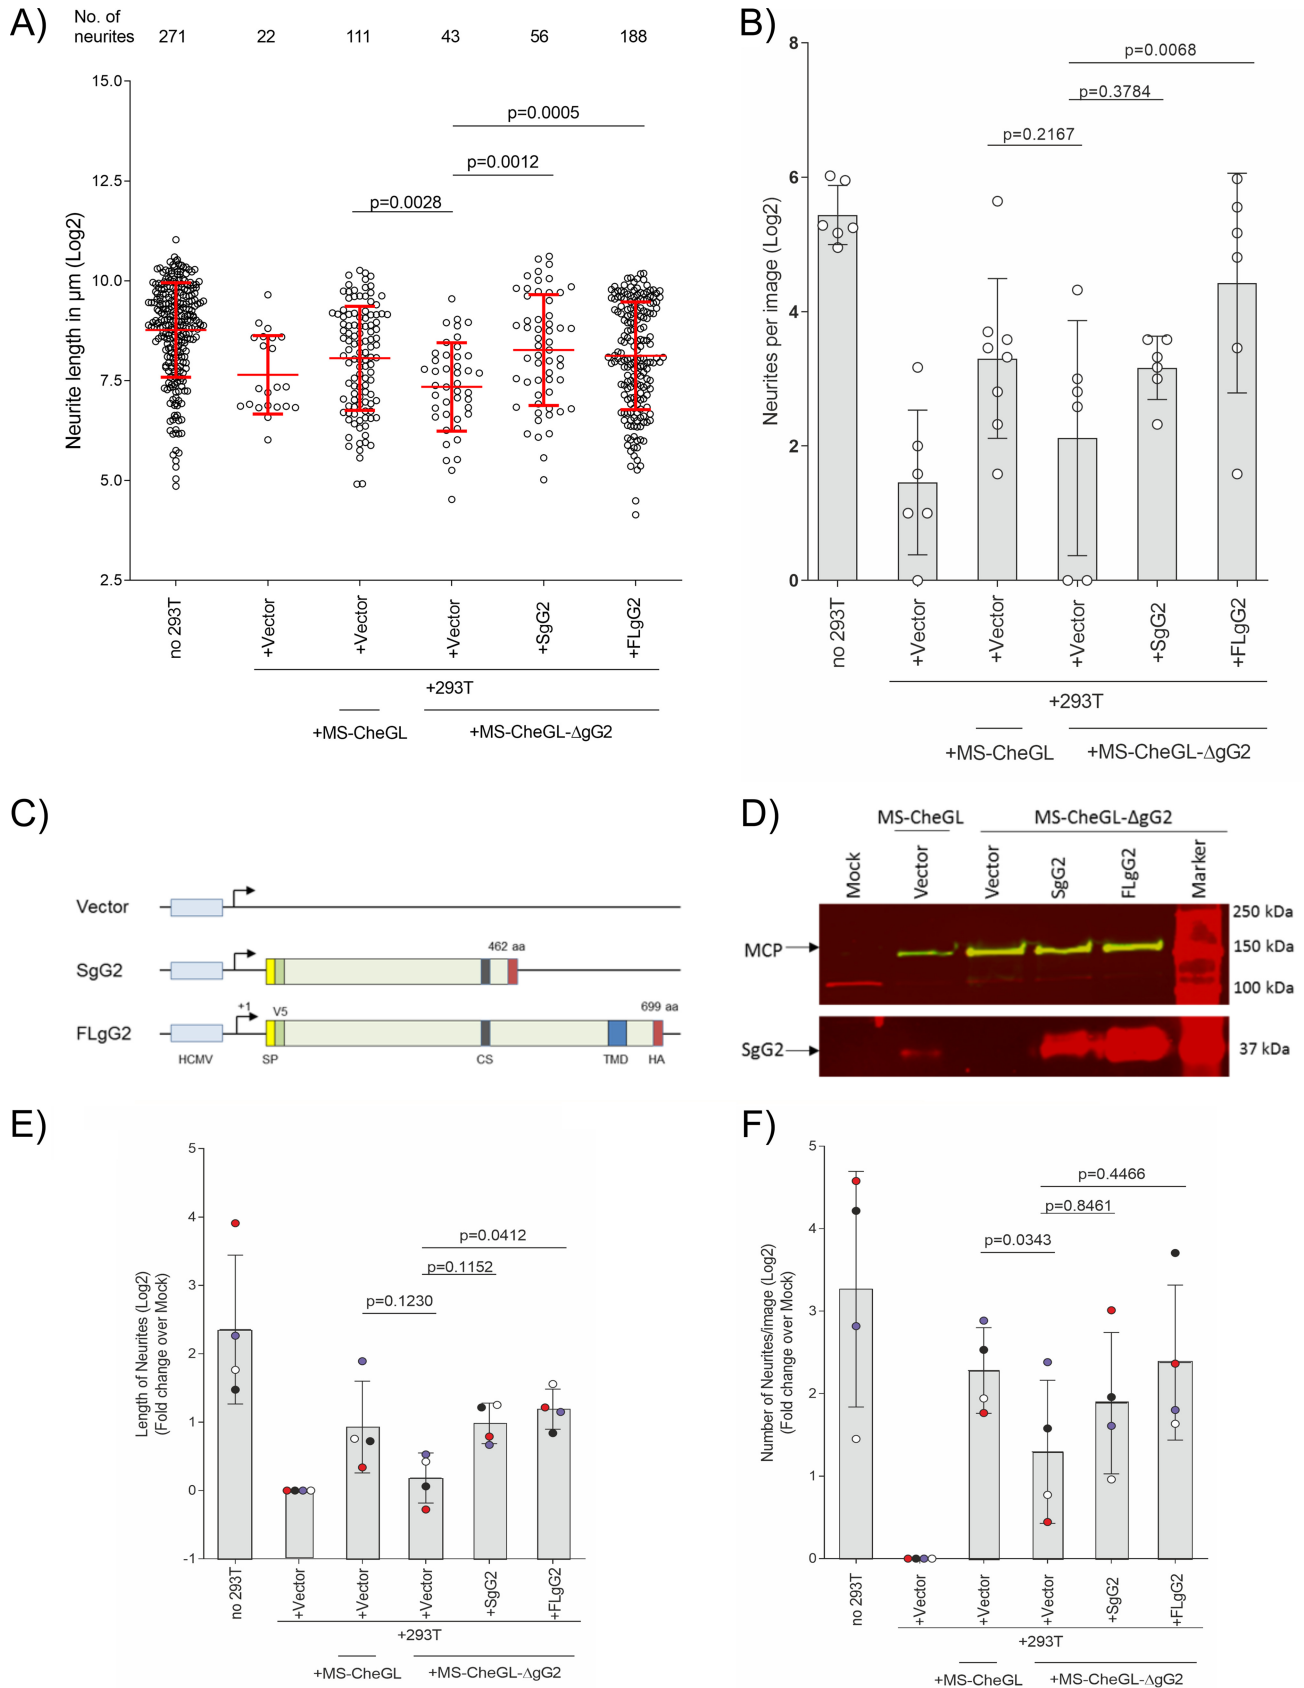 A)
No. of
neurites 271 22 111 43 56 188
Neurite length in µm (Log2)
15.0
12.5
10.0
7.5
5.0
2.5
p=0.0005
p=0.0012
p=0.0028
no 293T
+Vector
+Vector
+Vector
+SgG2
+FLgG2
+293T
+MS-CheGL
+MS-CheGL-ΔgG2
B)
Neurites per image (Log2)
8
6
4
2
0
p=0.0068
p=0.3784
p=0.2167
no 293T
+Vector
+Vector
+Vector
+SgG2
+FLgG2
+293T
+MS-CheGL
+MS-CheGL-ΔgG2
C)
Vector
SgG2
462 aa
FLgG2
+1
V5
699 aa
HCMV SP CS TMD HA
D)
MS-CheGL
MS-CheGL-ΔgG2
Mock
Vector
Vector
SgG2
FLgG2
Marker
MCP
SgG2
250 kDa
150 kDa
100 kDa
37 kDa
E)
Length of Neurites (Log2)
(Fold change over Mock)
5
4
3
2
1
0
-1
p=0.0412
p=0.1152
p=0.1230
no 293T
+Vector
+Vector
+Vector
+SgG2
+FLgG2
+293T
+MS-CheGL
+MS-CheGL-ΔgG2
F)
Number of Neurites/image (Log2)
(Fold change over Mock)
5
4
3
2
1
0
p=0.4466
p=0.8461
p=0.0343
no 293T
+Vector
+Vector
+Vector
+SgG2
+FLgG2
+293T
+MS-CheGL
+MS-CheGL-ΔgG2